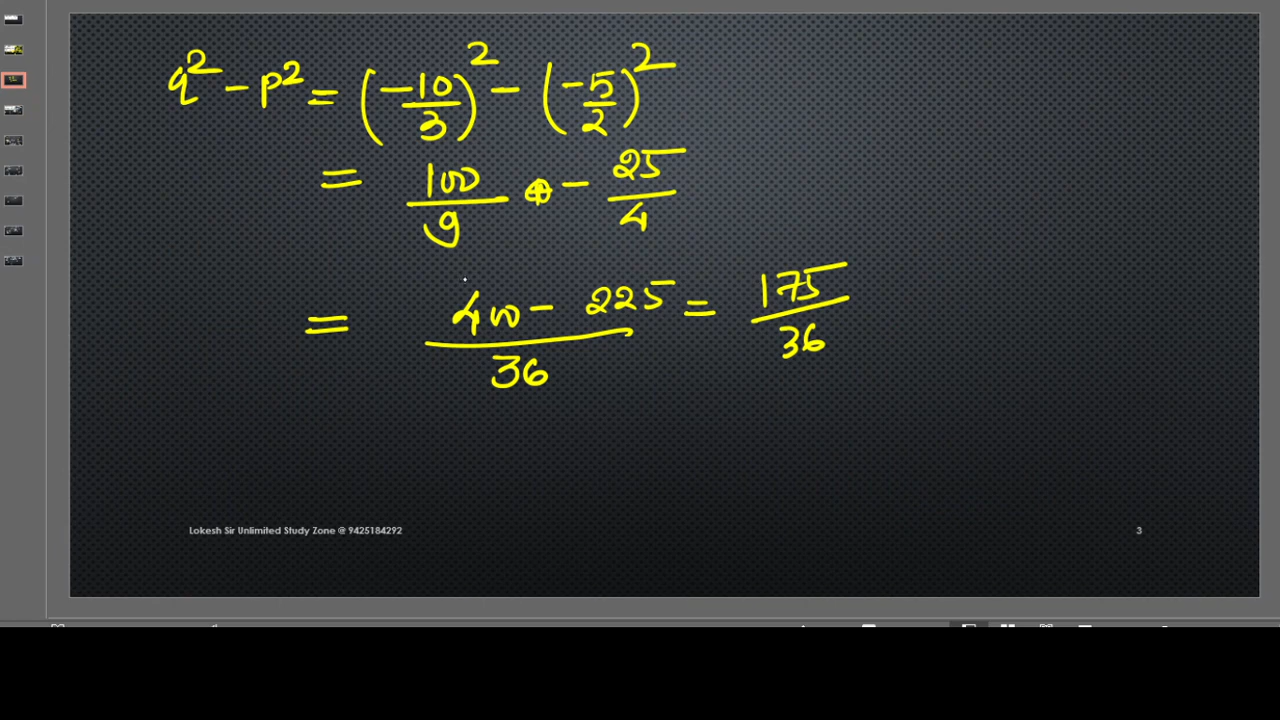 q² - p² = (-10/3)² - (-5/2)²
= 100/9 - 25/4
= 400 - 225/36 = 175/36
Lokesh Sir Unlimited Study Zone @ 9425184292
3